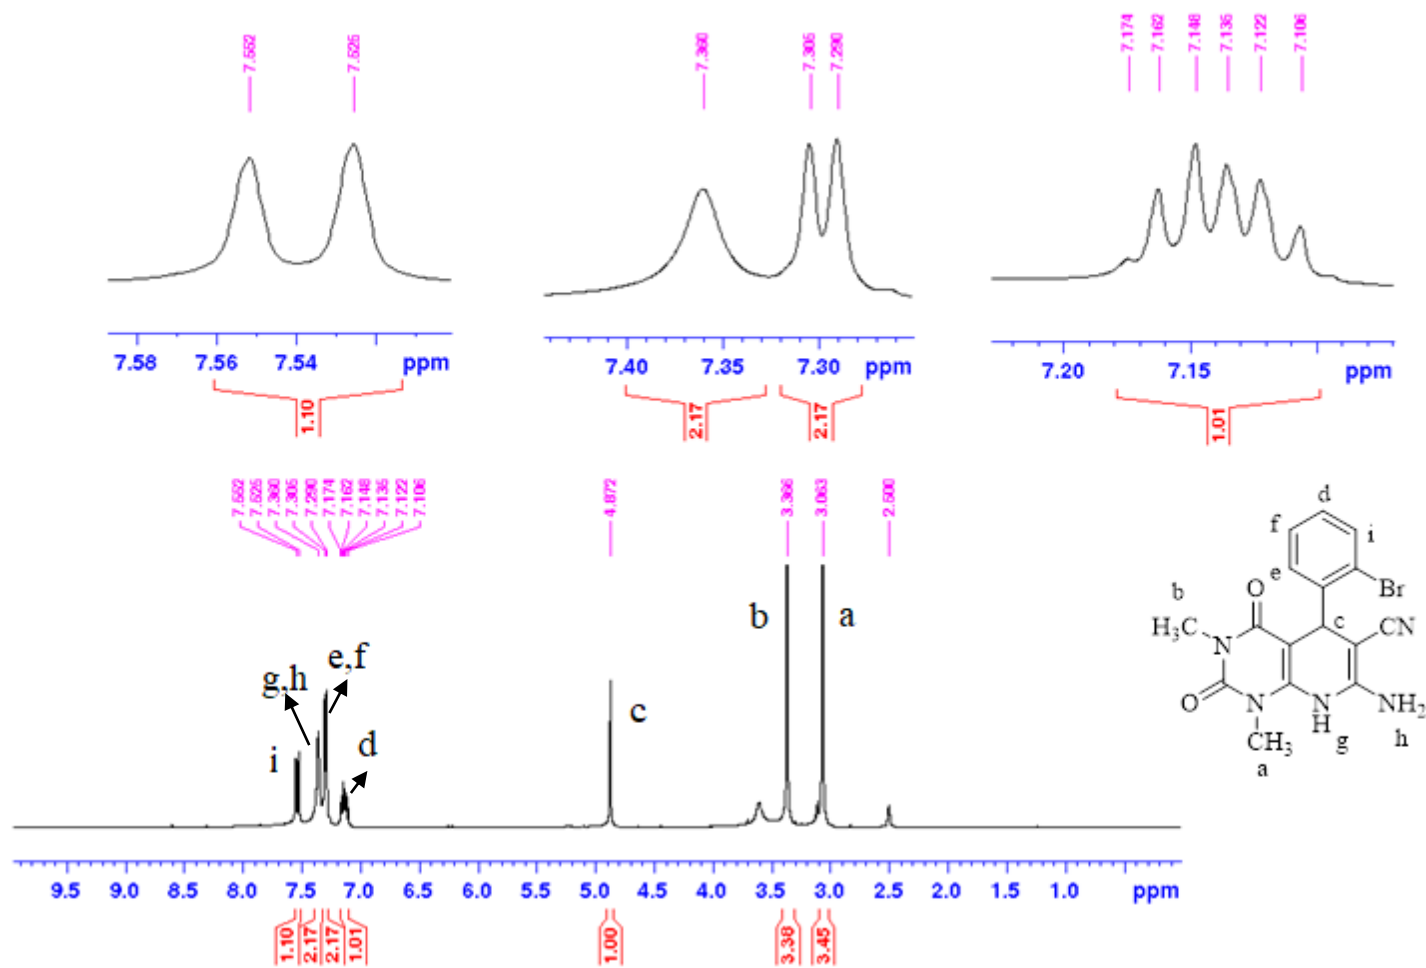 7.552 7.525
7.360 7.305 7.290
7.174 7.162 7.148 7.135 7.122 7.106
7.58 7.56 7.54 ppm
7.40 7.35 7.30 ppm
7.20 7.15 ppm
1.10
2.17 2.17
1.01
7.552 7.525 7.360 7.305 7.290 7.174 7.162 7.148 7.135 7.122 7.106
4.872
3.366
3.063
2.500
i
g,h
e,f
d
c
b
a
d
f
i
e
Br
b
O
c
CN
H3C
N
O
N
N
H
NH2
g
h
CH3
a
9.5 9.0 8.5 8.0 7.5 7.0 6.5 6.0 5.5 5.0 4.5 4.0 3.5 3.0 2.5 2.0 1.5 1.0 ppm
1.10 2.17 2.17 1.01 1.00 3.38 3.45